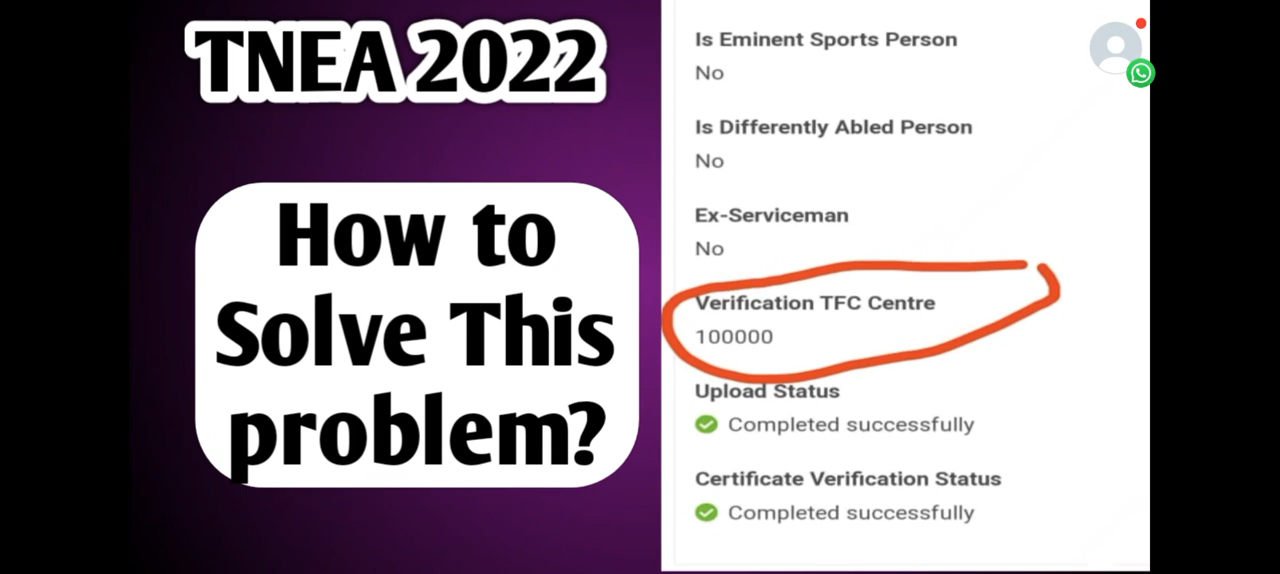 TNEA 2022
How to
Solve This
problem?
Is Eminent Sports Person
No
Is Differently Abled Person
No
Ex-Serviceman
No
Verification TFC Centre
100000
Upload Status
Completed successfully
Certificate Verification Status
Completed successfully